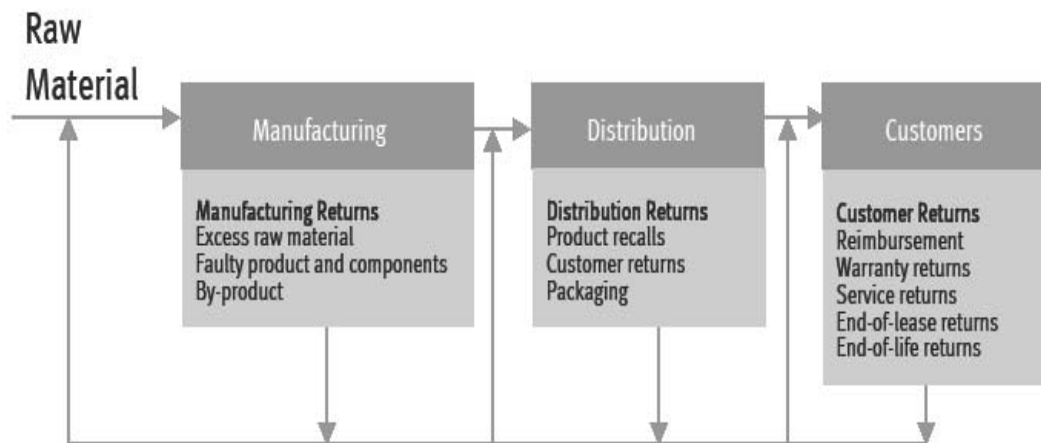 Raw
Material
Manufacturing
Distribution
Customers
Manufacturing Returns
Excess raw material
Faulty product and components
By-product
Distribution Returns
Product recalls
Customer returns
Packaging
Customer Returns
Reimbursement
Warranty returns
Service returns
End-of-lease returns
End-of-life returns